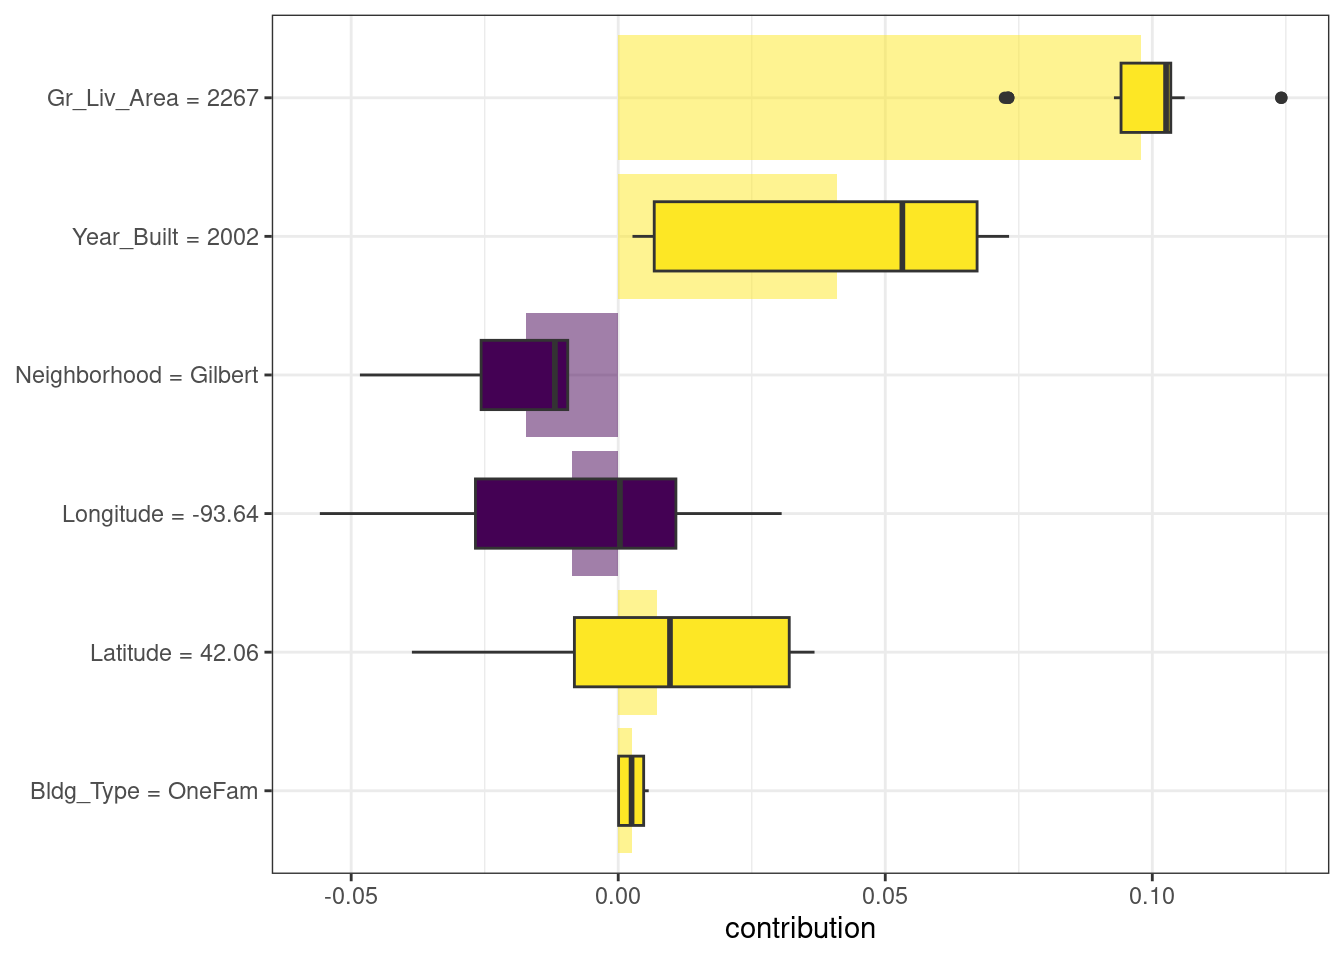 Gr_Liv_Area = 2267
Year_Built = 2002
Neighborhood = Gilbert
Longitude = -93.64
Latitude = 42.06
Bldg_Type = OneFam
-0.05 0.00 0.05 0.10
contribution